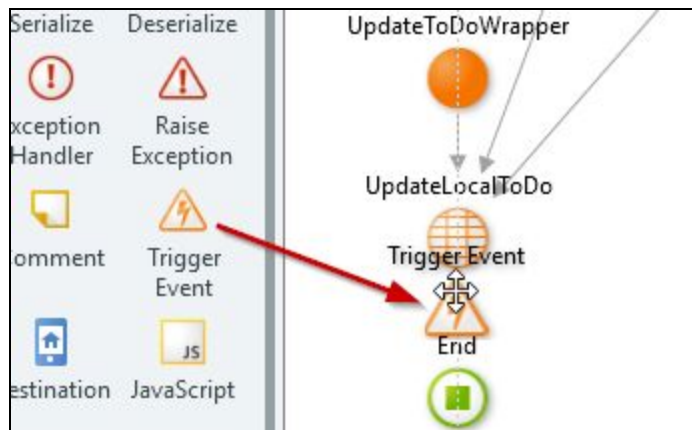 Serialize
Deserialize
xception
Handler
Raise
Exception
omment
Trigger
Event
estination
JS
JavaScript
UpdateToDoWrapper
UpdateLocalToDo
Trigger Event
End